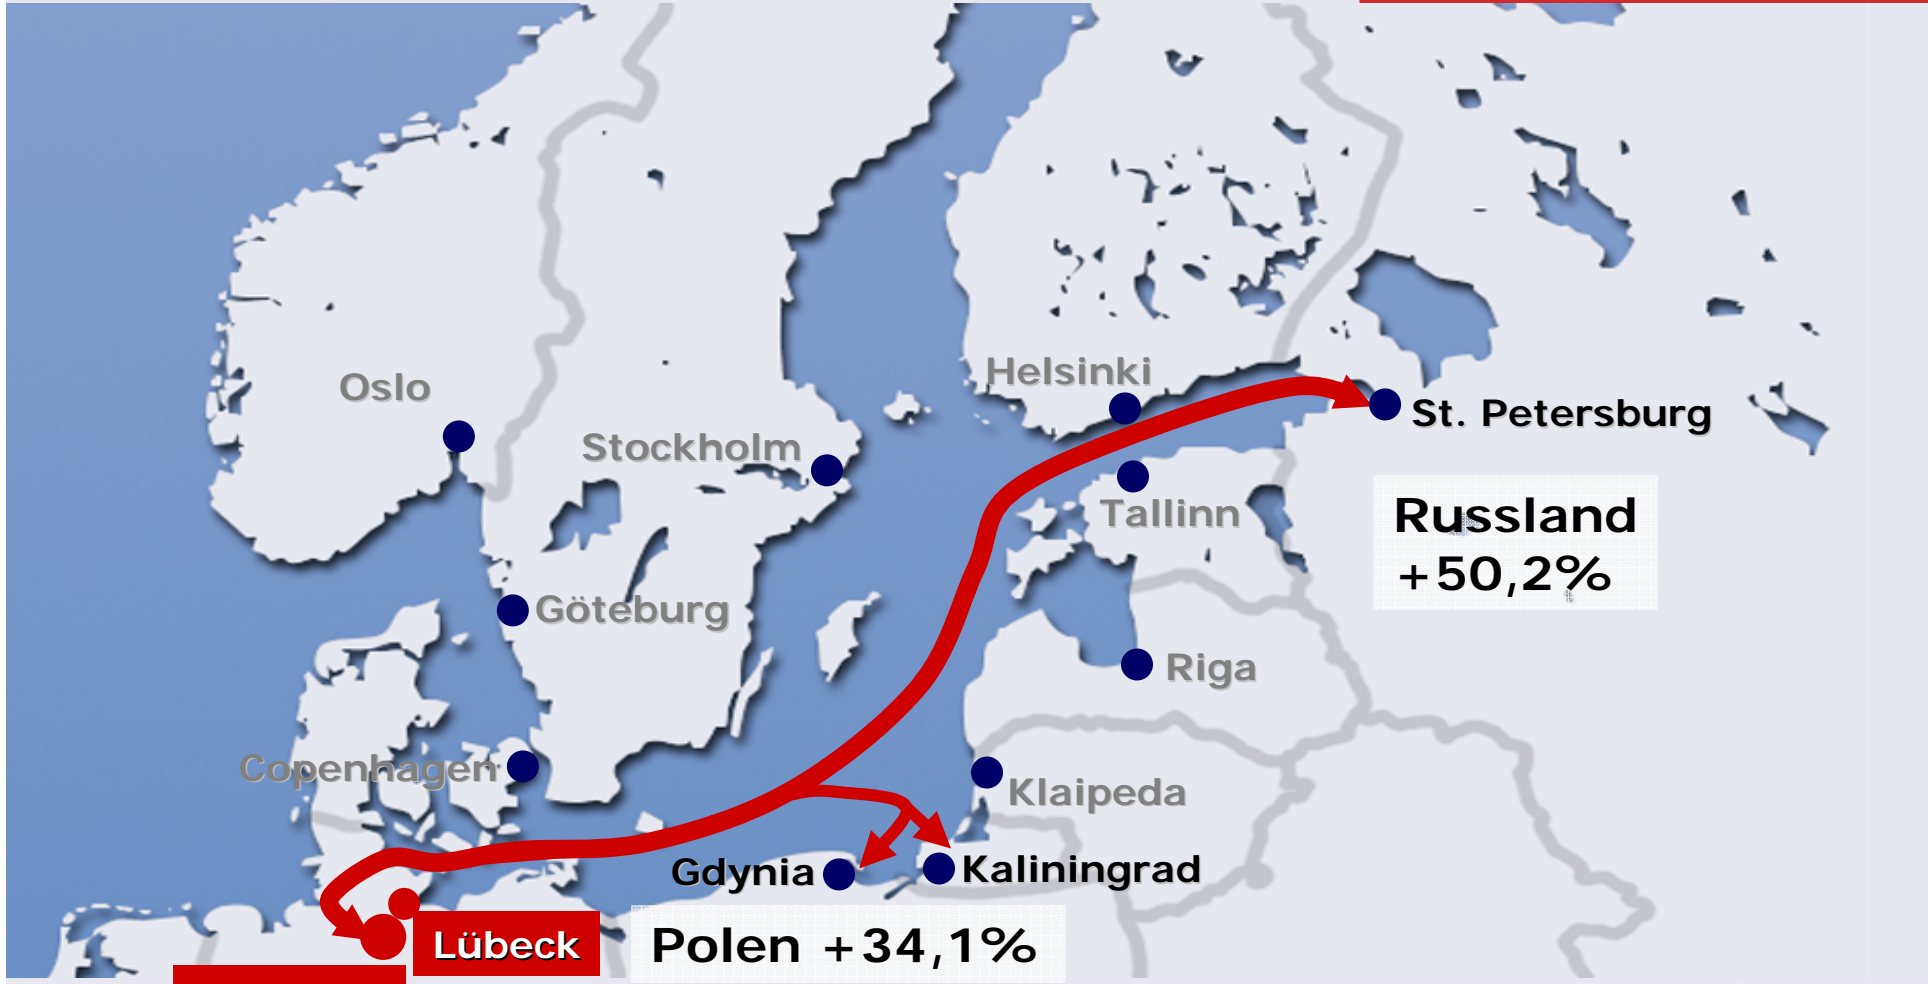 Helsinki
Oslo
St. Petersburg
Stockholm
Tallinn
Russland
+50,2%
Göteburg
Riga
Copenhagen
Klaipeda
Gdynia
Kaliningrad
Lübeck
Polen +34,1%